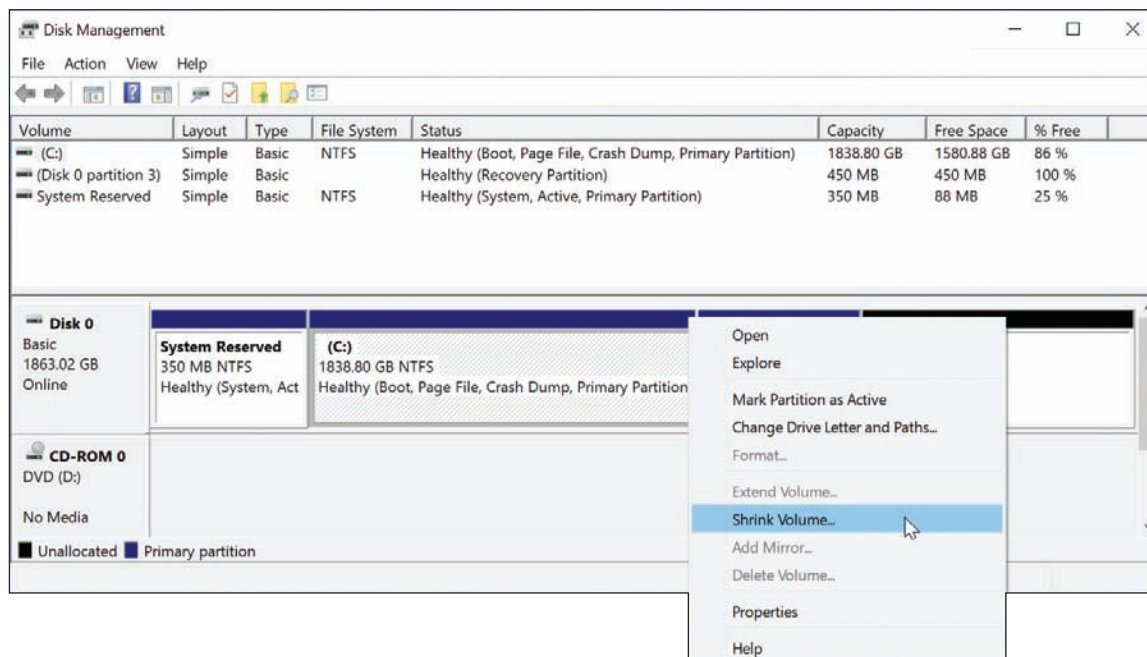 Disk Management
File Action View Help
Volume Layout Type File System Status Capacity Free Space % Free
(C:) Simple Basic NTFS Healthy (Boot, Page File, Crash Dump, Primary Partition) 1838.80 GB 1580.88 GB 86 %
(Disk 0 partition 3) Simple Basic Healthy (Recovery Partition) 450 MB 450 MB 100 %
System Reserved Simple Basic NTFS Healthy (System, Active, Primary Partition) 350 MB 88 MB 25 %
Disk 0
Basic
1863.02 GB
Online
System Reserved
350 MB NTFS
Healthy (System, Act
(C:)
1838.80 GB NTFS
Healthy (Boot, Page File, Crash Dump, Primary Partition
CD-ROM 0
DVD (D:)
No Media
Unallocated Primary partition
Open
Explore
Mark Partition as Active
Change Drive Letter and Paths...
Format...
Extend Volume...
Shrink Volume...
Add Mirror...
Delete Volume...
Properties
Help